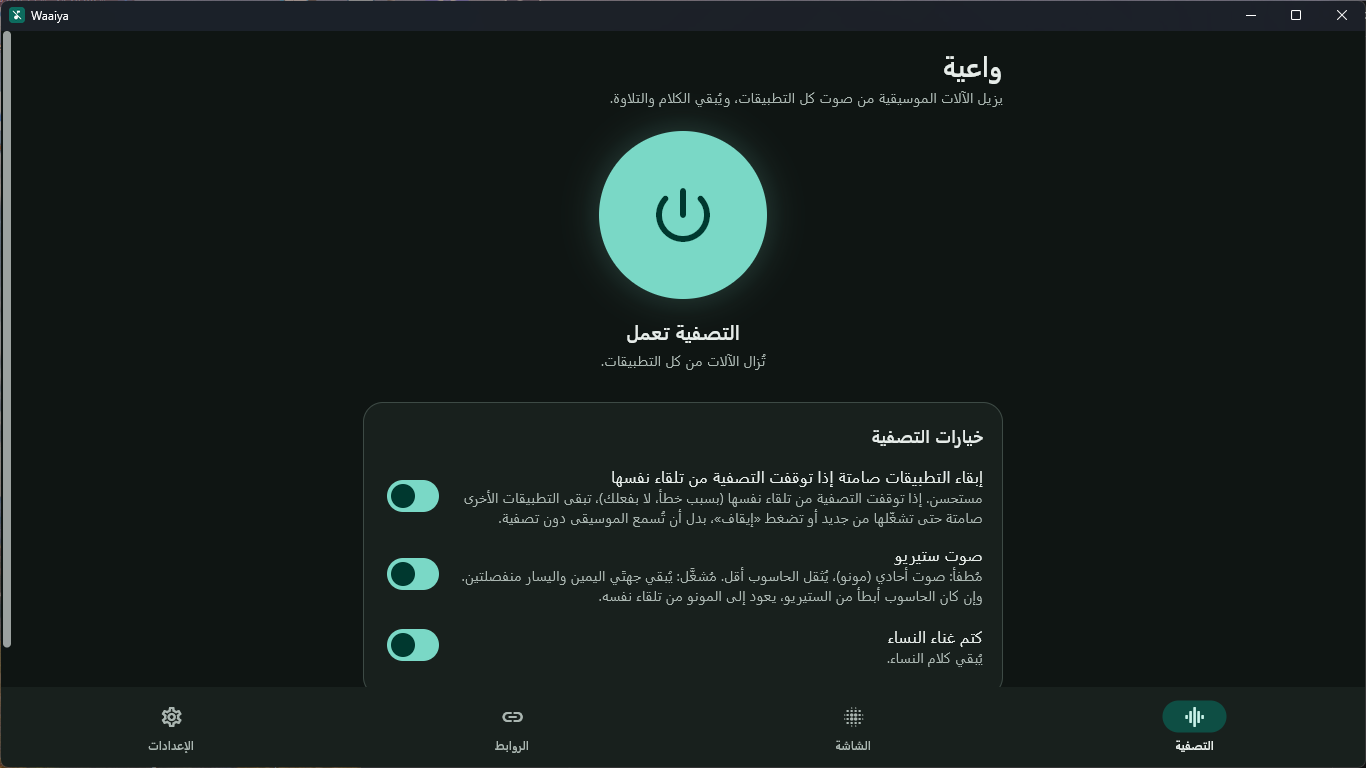 Waaiya
واعية
يزيل الآلات الموسيقية من صوت كل التطبيقات، ويُبقي الكلام والتلاوة.
التصفية تعمل
تُزال الآلات من كل التطبيقات.
خيارات التصفية
إبقاء التطبيقات صامتة إذا توقفت التصفية من تلقاء نفسها
مستحسن. إذا توقفت التصفية من تلقاء نفسها (بسبب خطأ، لا بفعلك)، تبقى التطبيقات الأخرى
صامتة حتى تشغّلها من جديد أو تضغط «إيقاف»، بدل أن تُسمع الموسيقى دون تصفية.
صوت ستيريو
مُطفأ: صوت أحادي (مونو)، يُثقل الحاسوب أقل. مُشغَّل: يُبقي جهتَي اليمين واليسار منفصلتين.
وإن كان الحاسوب أبطأ من الستيريو، يعود إلى المونو من تلقاء نفسه.
كتم غناء النساء
يُبقي كلام النساء.
التصفية
الشاشة
الروابط
الإعدادات